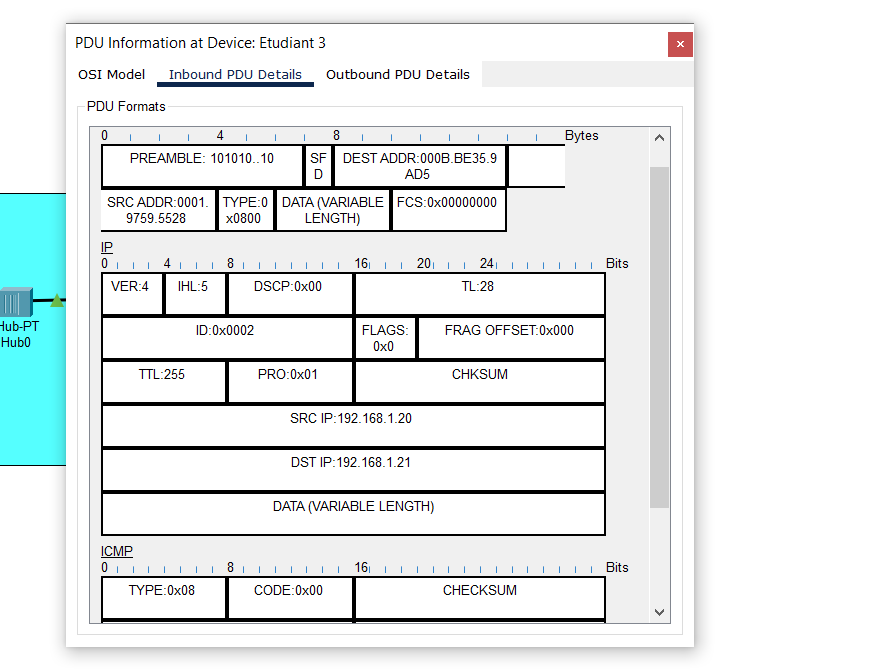 PDU Information at Device: Etudiant 3
OSI Model Inbound PDU Details Outbound PDU Details
PDU Formats
0 4 8 Bytes
PREAMBLE: 101010..10
SF
D
DEST ADDR:000B.BE35.9
AD5
SRC ADDR:0001.
9759.5528
TYPE:0
x0800
DATA (VARIABLE
LENGTH)
FCS:0x00000000
IP
0 4 8 16 20 24 Bits
VER:4 IHL:5 DSCP:0x00 TL:28
ID:0x0002
FLAGS:
0x0
FRAG OFFSET:0x000
TTL:255 PRO:0x01 CHKSUM
SRC IP:192.168.1.20
DST IP:192.168.1.21
DATA (VARIABLE LENGTH)
ICMP
0 8 16 Bits
TYPE:0x08 CODE:0x00 CHECKSUM
Hub-PT
Hub0